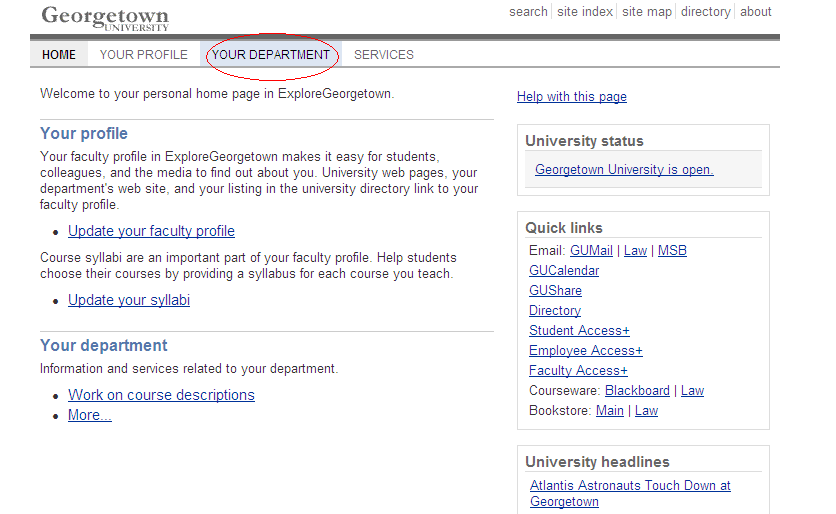 Georgetown
UNIVERSITY
search site index site map directory about
HOME YOUR PROFILE YOUR DEPARTMENT SERVICES
Welcome to your personal home page in ExploreGeorgetown.
Your profile
Your faculty profile in ExploreGeorgetown makes it easy for students,
colleagues, and the media to find out about you. University web pages, your
department's web site, and your listing in the university directory link to your
faculty profile.
• Update your faculty profile
Course syllabi are an important part of your faculty profile. Help students
choose their courses by providing a syllabus for each course you teach.
• Update your syllabi
Your department
Information and services related to your department.
• Work on course descriptions
• More...
Help with this page
University status
Georgetown University is open.
Quick links
Email: GUMail | Law | MSB
GUCalendar
GUShare
Directory
Student Access+
Employee Access+
Faculty Access+
Courseware: Blackboard | Law
Bookstore: Main | Law
University headlines
Atlantis Astronauts Touch Down at
Georgetown